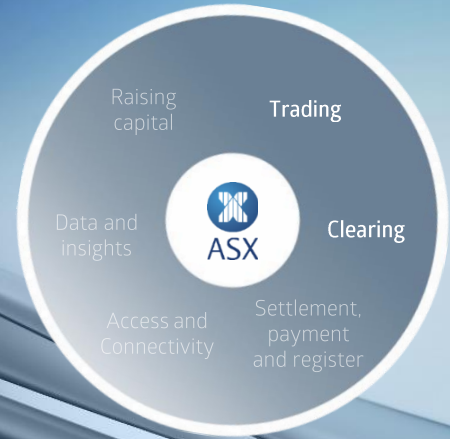 Raising
capital
Trading
Data and
insights
ASX
Clearing
Access and
Connectivity
Settlement,
payment
and register